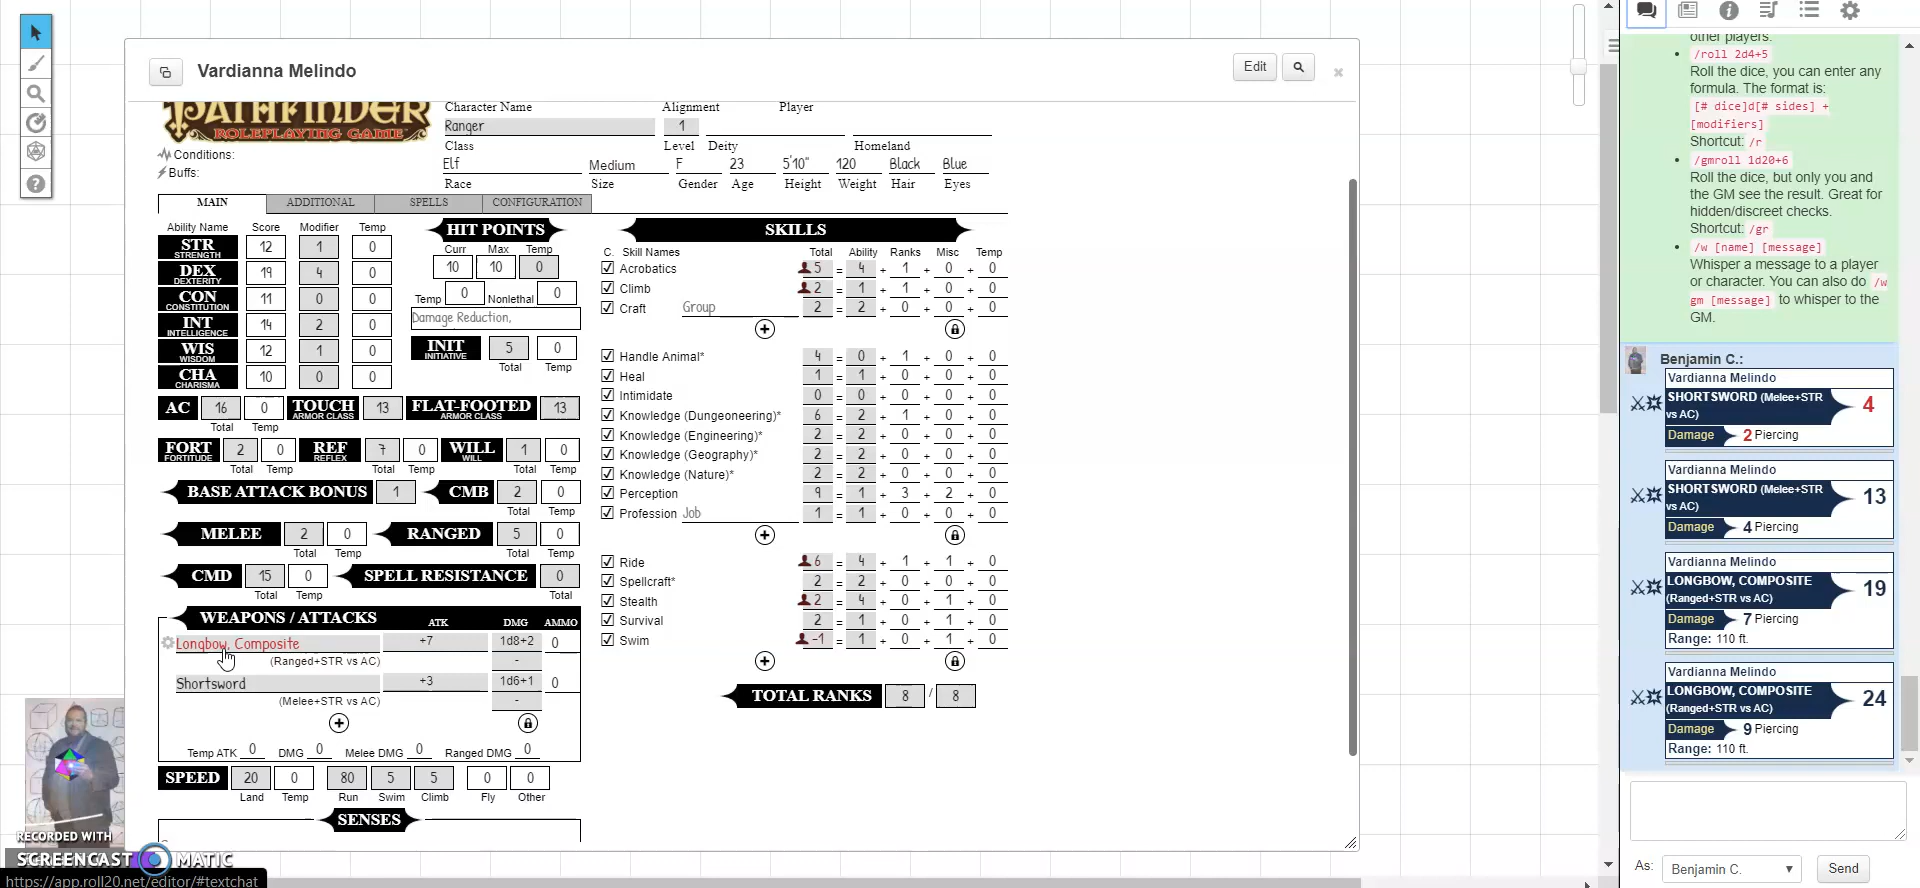 Vardianna Melindo
Edit
PATHFINDER
ROLEPLAYING GAME
Character Name Alignment Player
Ranger 1
Class Level Deity Homeland
Elf Medium F 23 5'10" 120 Black Blue
Race Size Gender Age Height Weight Hair Eyes
Conditions:
Buffs:
MAIN ADDITIONAL SPELLS CONFIGURATION
Ability Name Score Modifier Temp
STR 12 1 0
STRENGTH
DEX 19 4 0
DEXTERITY
CON 11 0 0
CONSTITUTION
INT 14 2 0
INTELLIGENCE
WIS 12 1 0
WISDOM
CHA 10 0 0
CHARISMA
HIT POINTS
Curr Max Temp
10 10 0
Temp 0 Nonlethal 0
Damage Reduction,
INIT 5 0
INITIATIVE
Total Temp
AC 16 0 TOUCH 13 FLAT-FOOTED 13
ARMOR CLASS ARMOR CLASS
Total Temp
FORT 2 0 REF 7 0 WILL 1 0
FORTITUDE REFLEX WILL
Total Temp Total Temp Total Temp
BASE ATTACK BONUS 1 CMB 2 0
Total Temp
MELEE 2 0 RANGED 5 0
Total Temp Total Temp
CMD 15 0 SPELL RESISTANCE 0
Total Temp Total
WEAPONS / ATTACKS ATK DMG AMMO
Longbow, Composite +7 1d8+2 0
(Ranged+STR vs AC) -
Shortsword +3 1d6+1 0
(Melee+STR vs AC) -
Temp ATK 0 DMG 0 Melee DMG 0 Ranged DMG 0
SPEED 20 0 80 5 5 0 0
Land Temp Run Swim Climb Fly Other
SENSES
SKILLS
C. Skill Names Total Ability Ranks Misc Temp
Acrobatics 5 = 4 + 1 + 0 + 0
Climb 2 = 1 + 1 + 0 + 0
Craft Group 2 = 2 + 0 + 0 + 0
Handle Animal* 4 = 0 + 1 + 0 + 0
Heal 1 = 1 + 0 + 0 + 0
Intimidate 0 = 0 + 0 + 0 + 0
Knowledge (Dungeoneering)* 6 = 2 + 1 + 0 + 0
Knowledge (Engineering)* 2 = 2 + 0 + 0 + 0
Knowledge (Geography)* 2 = 2 + 0 + 0 + 0
Knowledge (Nature)* 2 = 2 + 0 + 0 + 0
Perception 9 = 1 + 3 + 2 + 0
Profession Job 1 = 1 + 0 + 0 + 0
Ride 6 = 4 + 1 + 1 + 0
Spellcraft* 2 = 2 + 0 + 0 + 0
Stealth 2 = 4 + 0 + 1 + 0
Survival 2 = 1 + 0 + 1 + 0
Swim -1 = 1 + 0 + 1 + 0
TOTAL RANKS 8 / 8
other players.
/roll 2d4+5
Roll the dice, you can enter any
formula. The format is:
[# dice]d[# sides] +
[modifiers]
Shortcut: /r
/gmroll 1d20+6
Roll the dice, but only you and
the GM see the result. Great for
hidden/discreet checks.
Shortcut: /gr
/w [name] [message]
Whisper a message to a player
or character. You can also do /w
gm [message] to whisper to the
GM.
Benjamin C.:
Vardianna Melindo
SHORTSWORD (Melee+STR
vs AC) 4
Damage 2 Piercing
Vardianna Melindo
SHORTSWORD (Melee+STR
vs AC) 13
Damage 4 Piercing
Vardianna Melindo
LONGBOW, COMPOSITE
(Ranged+STR vs AC) 19
Damage 7 Piercing
Range: 110 ft.
Vardianna Melindo
LONGBOW, COMPOSITE
(Ranged+STR vs AC) 24
Damage 9 Piercing
Range: 110 ft.
As: Benjamin C. Send
RECORDED WITH
SCREENCAST MATIC
https://app.roll20.net/editor/#textchat